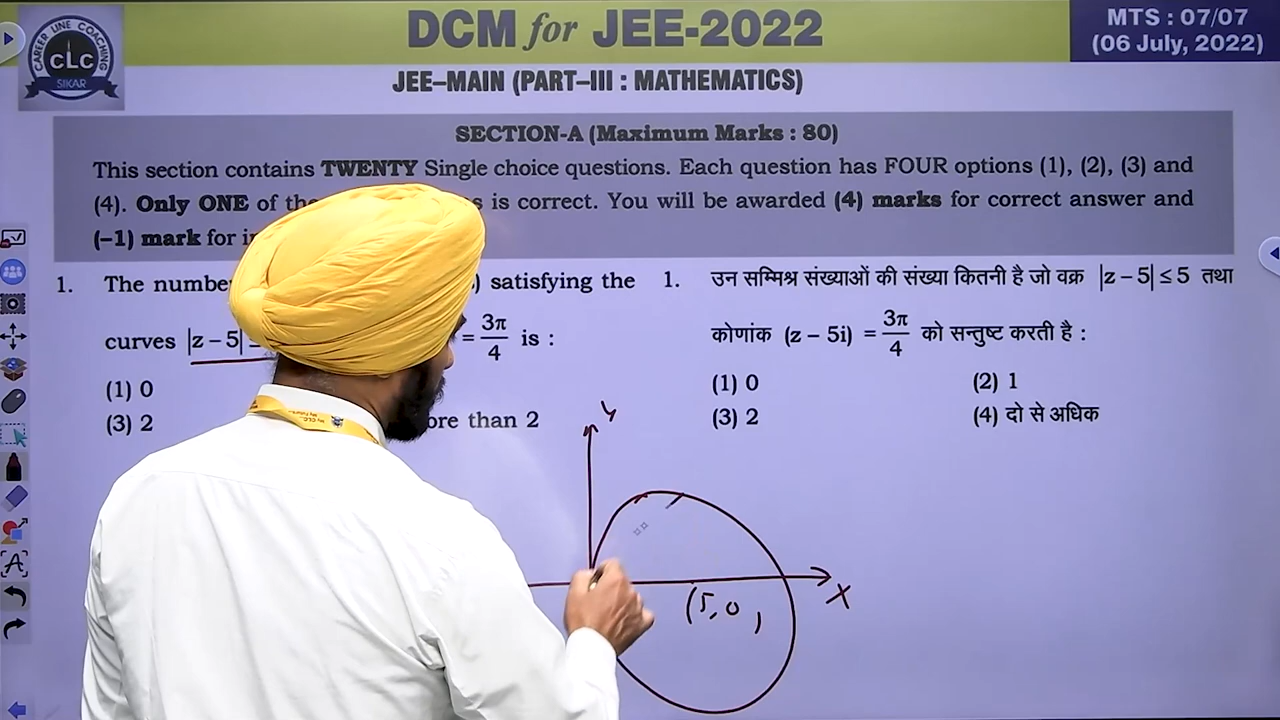 DCM for JEE-2022
MTS : 07/07
(06 July, 2022)
CAREER LINE COACHING
CLC
SIKAR
JEE–MAIN (PART–III : MATHEMATICS)
SECTION-A (Maximum Marks : 80)
This section contains TWENTY Single choice questions. Each question has FOUR options (1), (2), (3) and
(4). Only ONE of the s is correct. You will be awarded (4) marks for correct answer and
(–1) mark for
1. The number ) satisfying the
curves |z – 5| = 3π/4 is :
(1) 0
(3) 2 ore than 2
1. उन सम्मिश्र संख्याओं की संख्या कितनी है जो वक्र |z – 5| ≤ 5 तथा
कोणांक (z – 5i) = 3π/4 को सन्तुष्ट करती है :
(1) 0 (2) 1
(3) 2 (4) दो से अधिक
Y
X
(5,0,